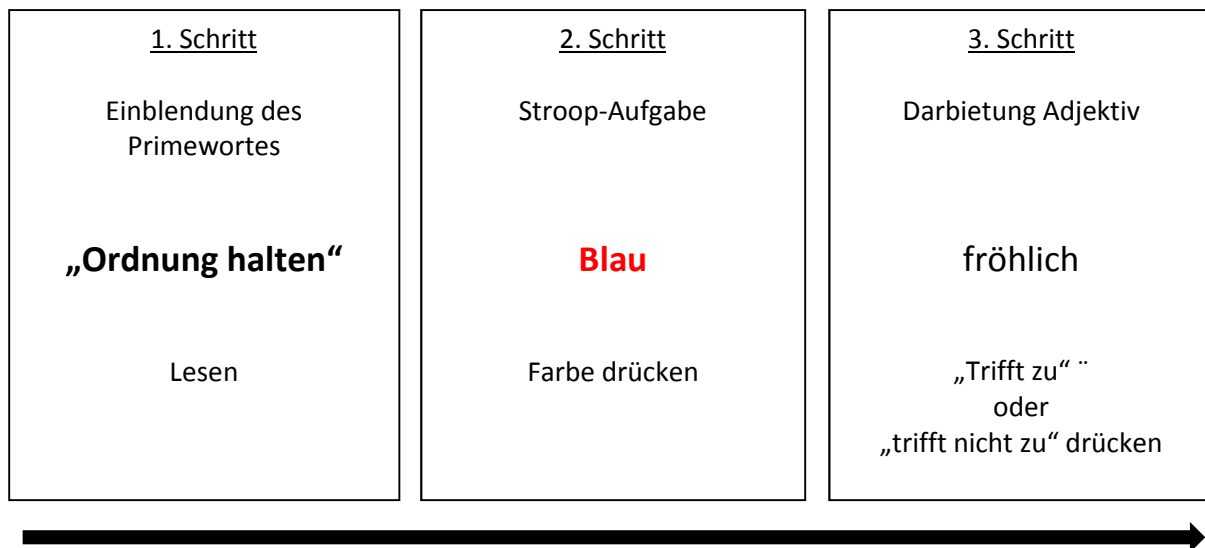 1. Schritt
Einblendung des
Primewortes
„Ordnung halten“
Lesen
2. Schritt
Stroop-Aufgabe
Blau
Farbe drücken
3. Schritt
Darbietung Adjektiv
fröhlich
„Trifft zu“ ¨
oder
„trifft nicht zu“ drücken